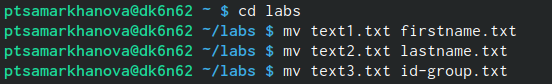 ptsamarkhanova@dk6n62 ~ $ cd labs
ptsamarkhanova@dk6n62 ~/labs $ mv text1.txt firstname.txt
ptsamarkhanova@dk6n62 ~/labs $ mv text2.txt lastname.txt
ptsamarkhanova@dk6n62 ~/labs $ mv text3.txt id-group.txt